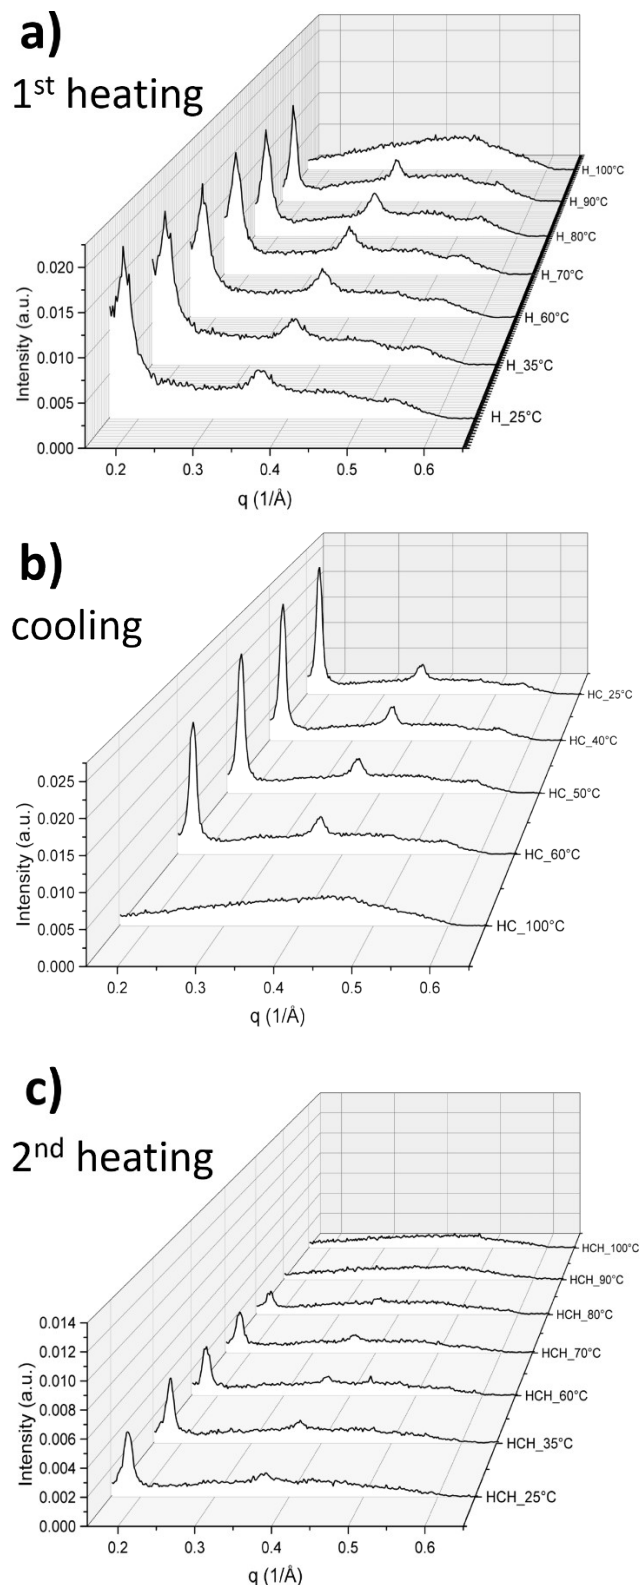 a)
1st heating
H_100°C
H_90°C
H_80°C
H_70°C
H_60°C
H_35°C
H_25°C
0.020
0.015
0.010
0.005
0.000
Intensity (a.u.)
0.2 0.3 0.4 0.5 0.6
q (1/Å)
b)
cooling
HC_25°C
HC_40°C
HC_50°C
HC_60°C
HC_100°C
0.025
0.020
0.015
0.010
0.005
0.000
Intensity (a.u.)
0.2 0.3 0.4 0.5 0.6
q (1/Å)
c)
2nd heating
HCH_100°C
HCH_90°C
HCH_80°C
HCH_70°C
HCH_60°C
HCH_35°C
HCH_25°C
0.014
0.012
0.010
0.008
0.006
0.004
0.002
0.000
Intensity (a.u.)
0.2 0.3 0.4 0.5 0.6
q (1/Å)